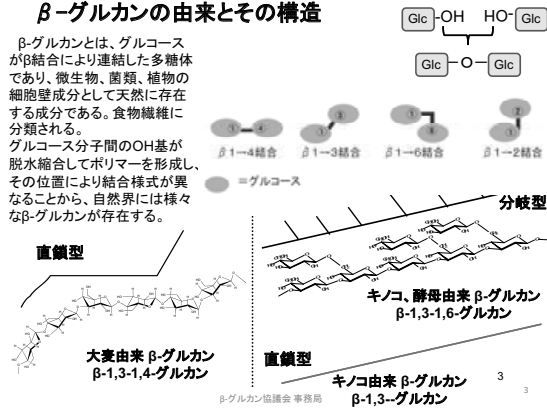 β-グルカンの由来とその構造
β-グルカンとは、グルコース
がβ結合により連結した多糖体
であり、微生物、菌類、植物の
細胞壁成分として天然に存在
する成分である。食物繊維に
分類される。
グルコース分子間のOH基が
脱水縮合してポリマーを形成し、
その位置により結合様式が異
なることから、自然界には様々
なβ-グルカンが存在する。
Glc -OH HO- Glc
Glc -O- Glc
① ④ ① ③ ① ⑥ ① ②
β1→4結合 β1→3結合 β1→6結合 β1→2結合
=グルコース
分岐型
直鎖型
キノコ、酵母由来 β-グルカン
β-1,3-1,6-グルカン
大麦由来 β-グルカン
β-1,3-1,4-グルカン
直鎖型
キノコ由来 β-グルカン
β-1,3--グルカン
β-グルカン協議会 事務局
3
3